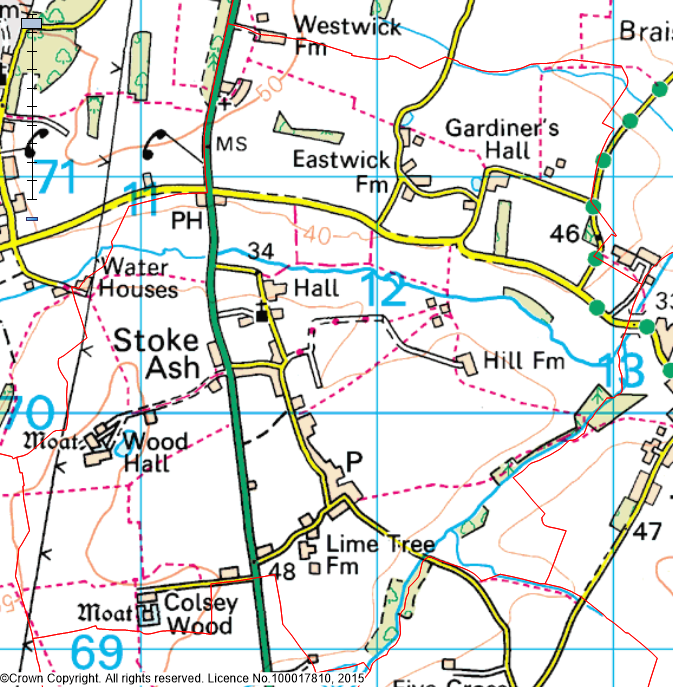 m
Westwick
Fm
Brais
50
Gardiner's
Hall
MS
Eastwick
Fm
71
11
PH
40
46
34
Water
Houses
Hall
12
33
Stoke
Ash
Hill Fm
13
70
Moat
Wood
Hall
P
47
Lime Tree
Fm
48
50
Moat
Colsey
Wood
69
©Crown Copyright. All rights reserved. Licence No.100017810, 2015